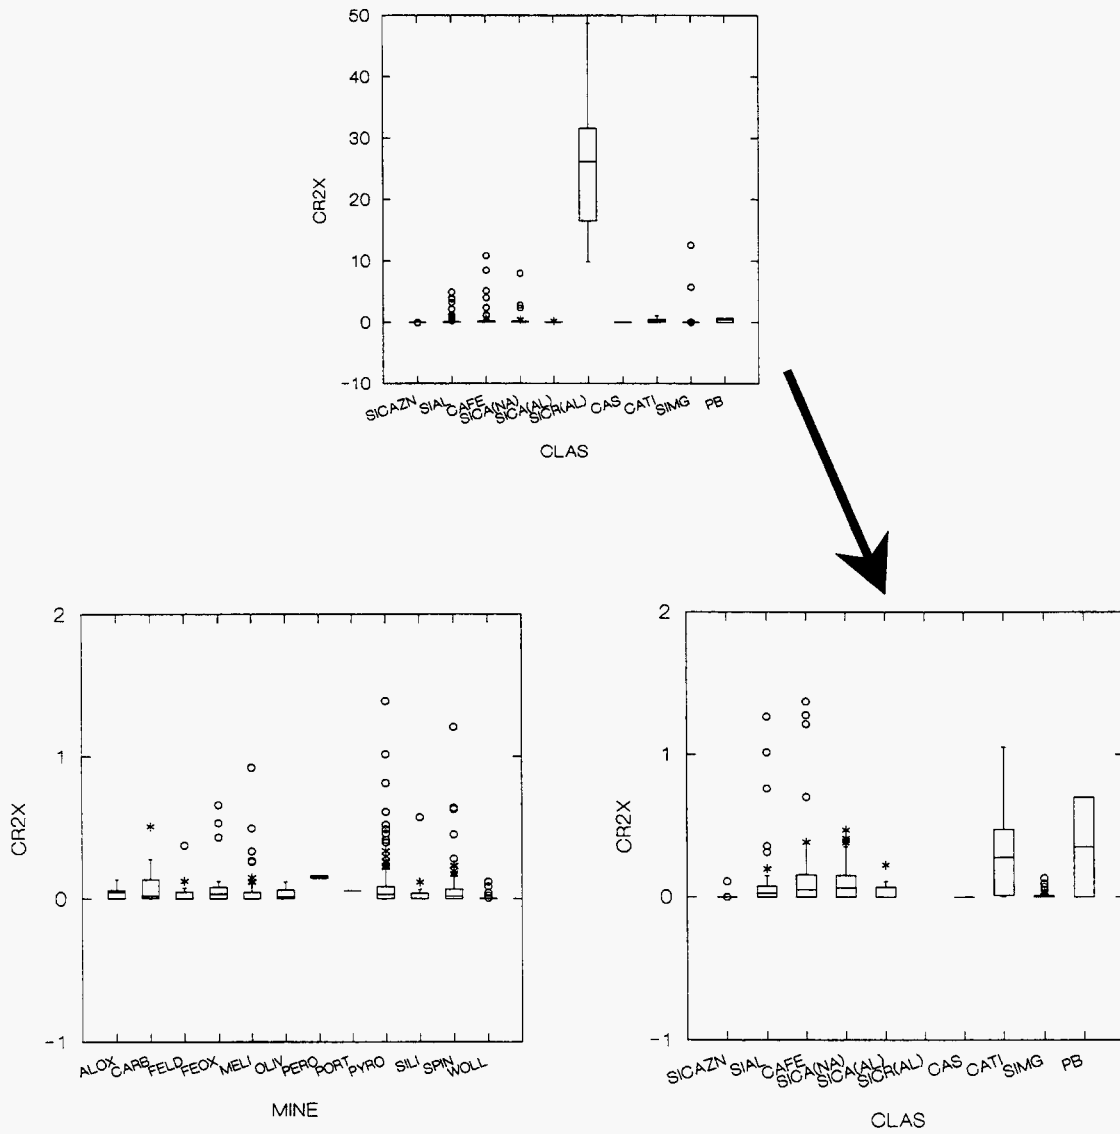 50
40
30
20
10
0
-10
CR2X
SICAZN SIAL CAFE SICA(NA) SICA(AL) SICR(AL) CAS CATI SIMG PB
CLAS
2
1
0
-1
CR2X
ALOX CARB FELD FEOX MELI OLIV PERO PORT PYRO SILI SPIN WOLL
MINE
2
1
0
-1
CR2X
SICAZN SIAL CAFE SICA(NA) SICA(AL) SICR(AL) CAS CATI SIMG PB
CLAS